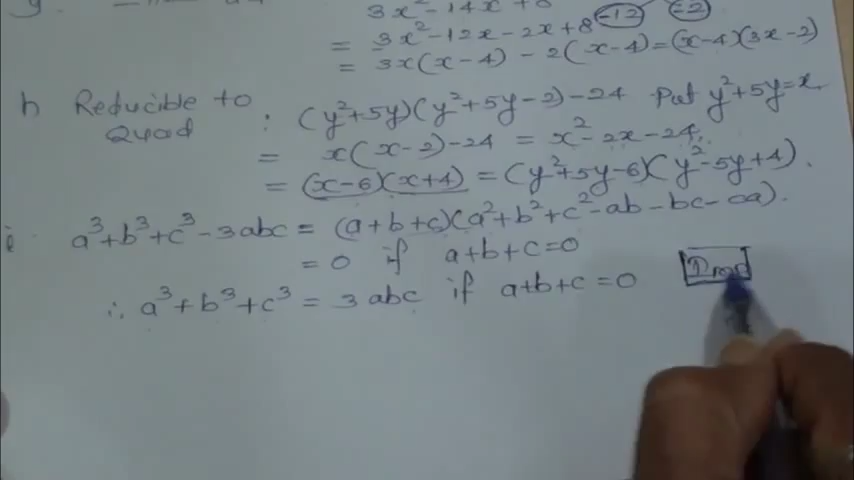 3x² - 14x + 8
= 3x² - 12x - 2x + 8 -12 -2
= 3x(x-4) - 2(x-4) = (x-4)(3x-2)
h Reducible to Quad : (y²+5y)(y²+5y-2) - 24 Put y²+5y = x
= x(x-2) - 24 = x² - 2x - 24
= (x-6)(x+4) = (y²+5y-6)(y²-5y+4).
i. a³+b³+c³-3abc = (a+b+c)(a²+b²+c²-ab-bc-ca).
= 0 if a+b+c=0
∴ a³+b³+c³ = 3abc if a+b+c = 0